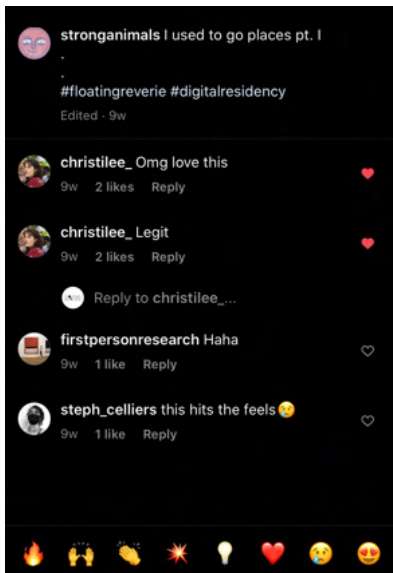 stronganimals I used to go places pt. I
.
.
#floatingreverie #digitalresidency
Edited · 9w
christilee_ Omg love this
9w 2 likes Reply
christilee_ Legit
9w 2 likes Reply
Reply to christilee_...
firstpersonresearch Haha
9w 1 like Reply
steph_celliers this hits the feels😢
9w 1 like Reply